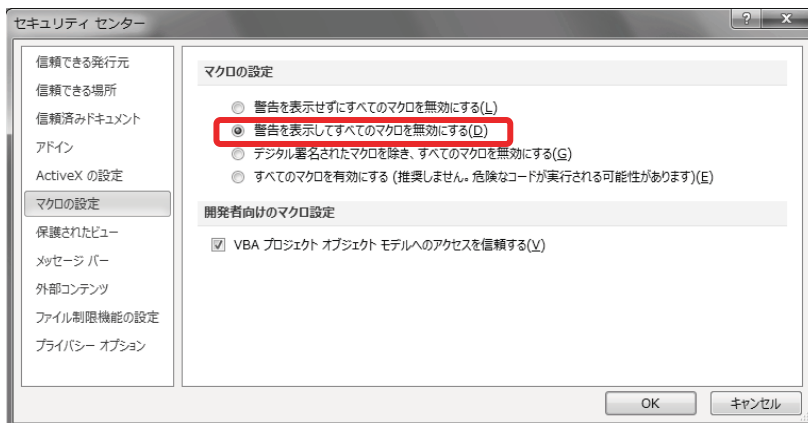 セキュリティ センター
? x
信頼できる発行元
信頼できる場所
信頼済みドキュメント
アドイン
ActiveX の設定
マクロの設定
保護されたビュー
メッセージ バー
外部コンテンツ
ファイル制限機能の設定
プライバシー オプション
マクロの設定
警告を表示せずにすべてのマクロを無効にする(L)
警告を表示してすべてのマクロを無効にする(D)
デジタル署名されたマクロを除き、すべてのマクロを無効にする(G)
すべてのマクロを有効にする (推奨しません。危険なコードが実行される可能性があります)(E)
開発者向けのマクロ設定
VBA プロジェクト オブジェクト モデルへのアクセスを信頼する(V)
OK キャンセル